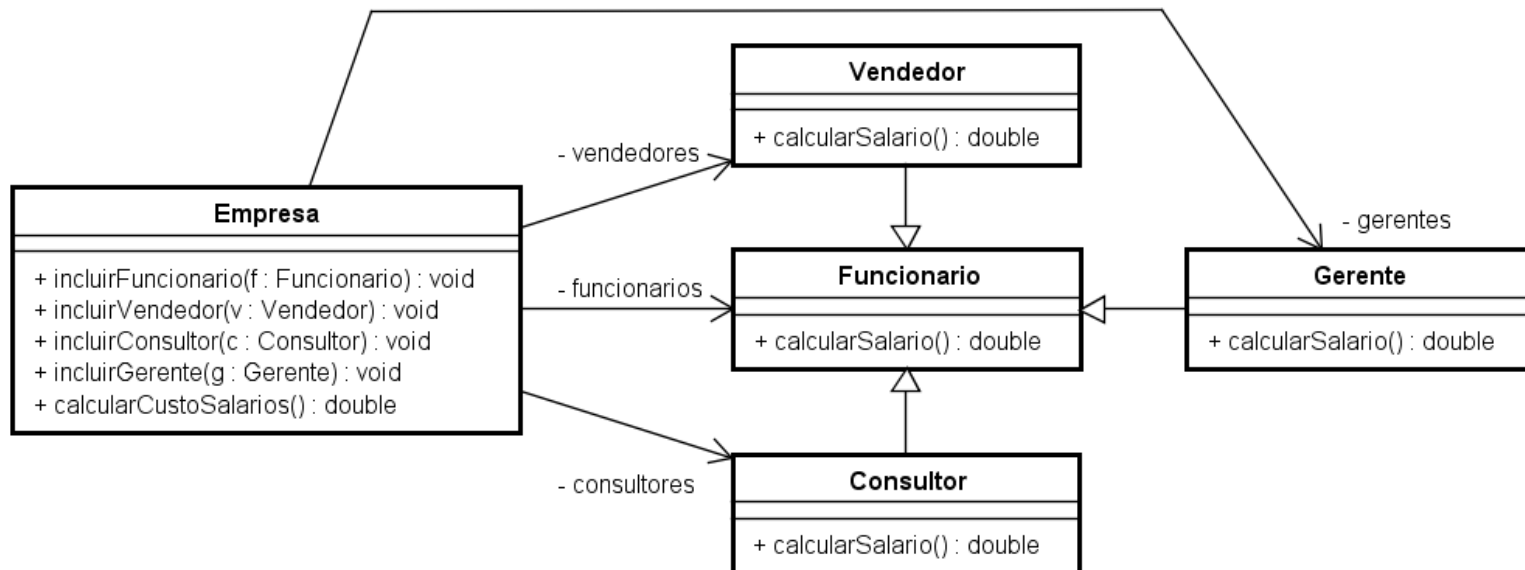 Vendedor
+ calcularSalario() : double
- vendedores
Empresa
+ incluirFuncionario(f : Funcionario) : void
+ incluirVendedor(v : Vendedor) : void
+ incluirConsultor(c : Consultor) : void
+ incluirGerente(g : Gerente) : void
+ calcularCustoSalarios() : double
- funcionarios
Funcionario
+ calcularSalario() : double
- gerentes
Gerente
+ calcularSalario() : double
- consultores
Consultor
+ calcularSalario() : double